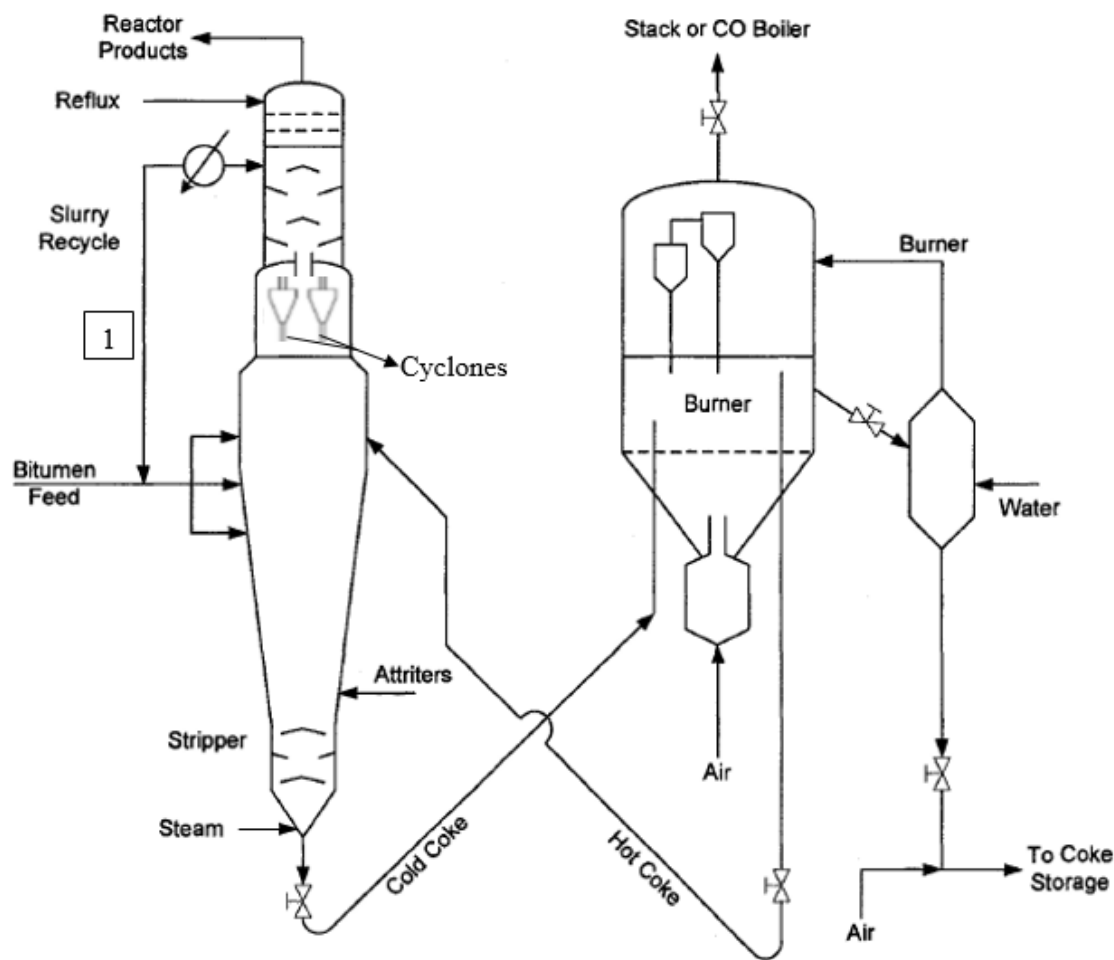 Reactor
Products
Stack or CO Boiler
Reflux
Slurry
Recycle
Burner
1
Cyclones
Burner
Bitumen
Feed
Water
Attriters
Stripper
Air
Steam
Cold Coke
Hot Coke
To Coke
Storage
Air